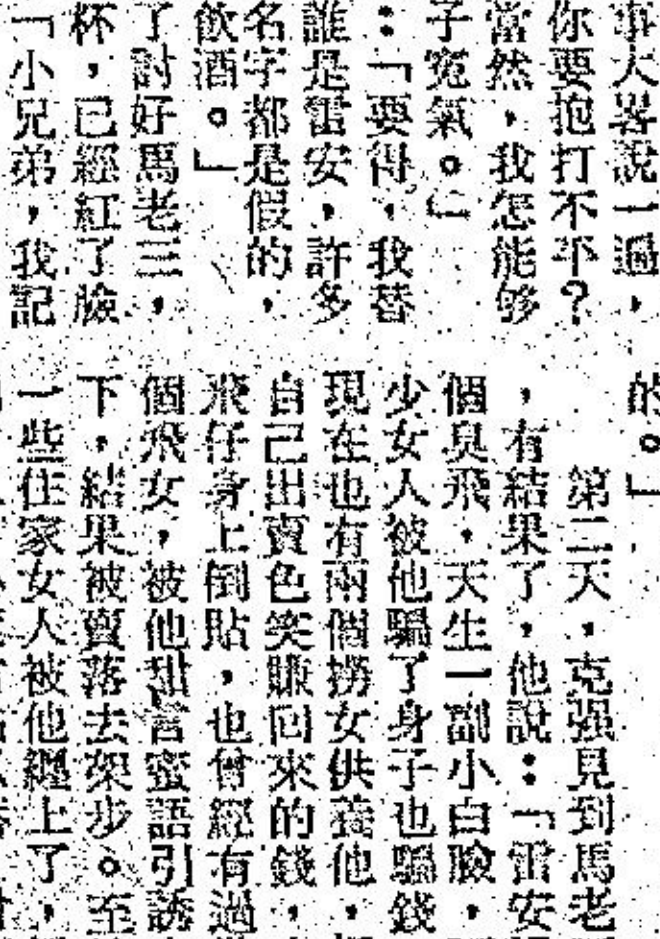 事大畧說一過，
你要抱打不平？
當然，我怎能够
子寃氣。」
：「要得，我替
誰是雷安，許多
名字都是假的，
飲酒。」
了討好馬老三，
杯，已經紅了臉
「小兄弟，我記
的。」
第二天，克强見到馬老
，有結果了，他說：「雷安
個臭飛，天生一副小白臉，
少女人被他騙了身子也騙錢
現在也有兩個撈女供養他，
自己出賣色笑賺回來的錢，
飛仔身上倒貼，也曾經有過
個飛女，被他甜言蜜語引誘
下，結果被賣落去架步。至
一些住家女人被他纏上了，